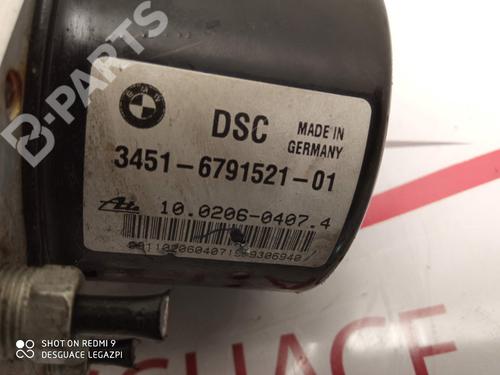 B-PARTS
BMW
DSC
MADE IN
GERMANY
3451-6791521-01
Ate
10.0206-0407.4
SHOT ON REDMI 9
DESGUACE LEGAZPI